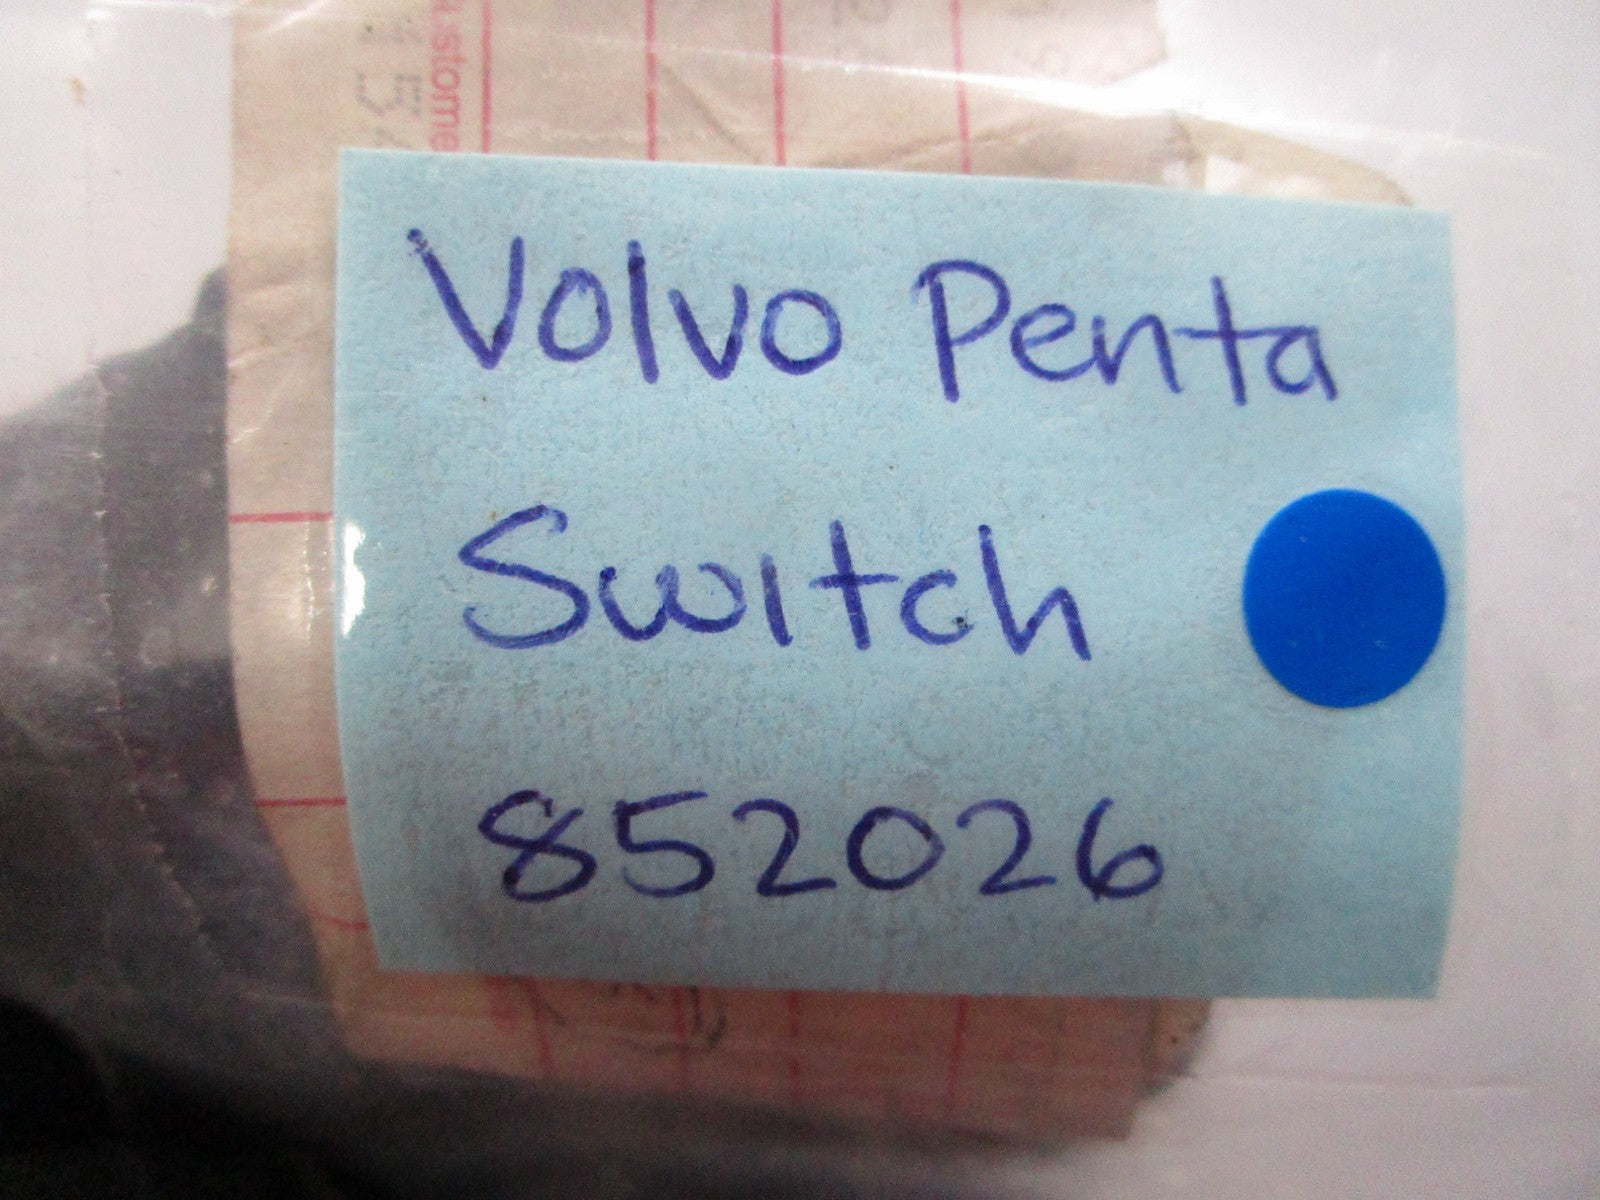 Volvo Penta
Switch
852026